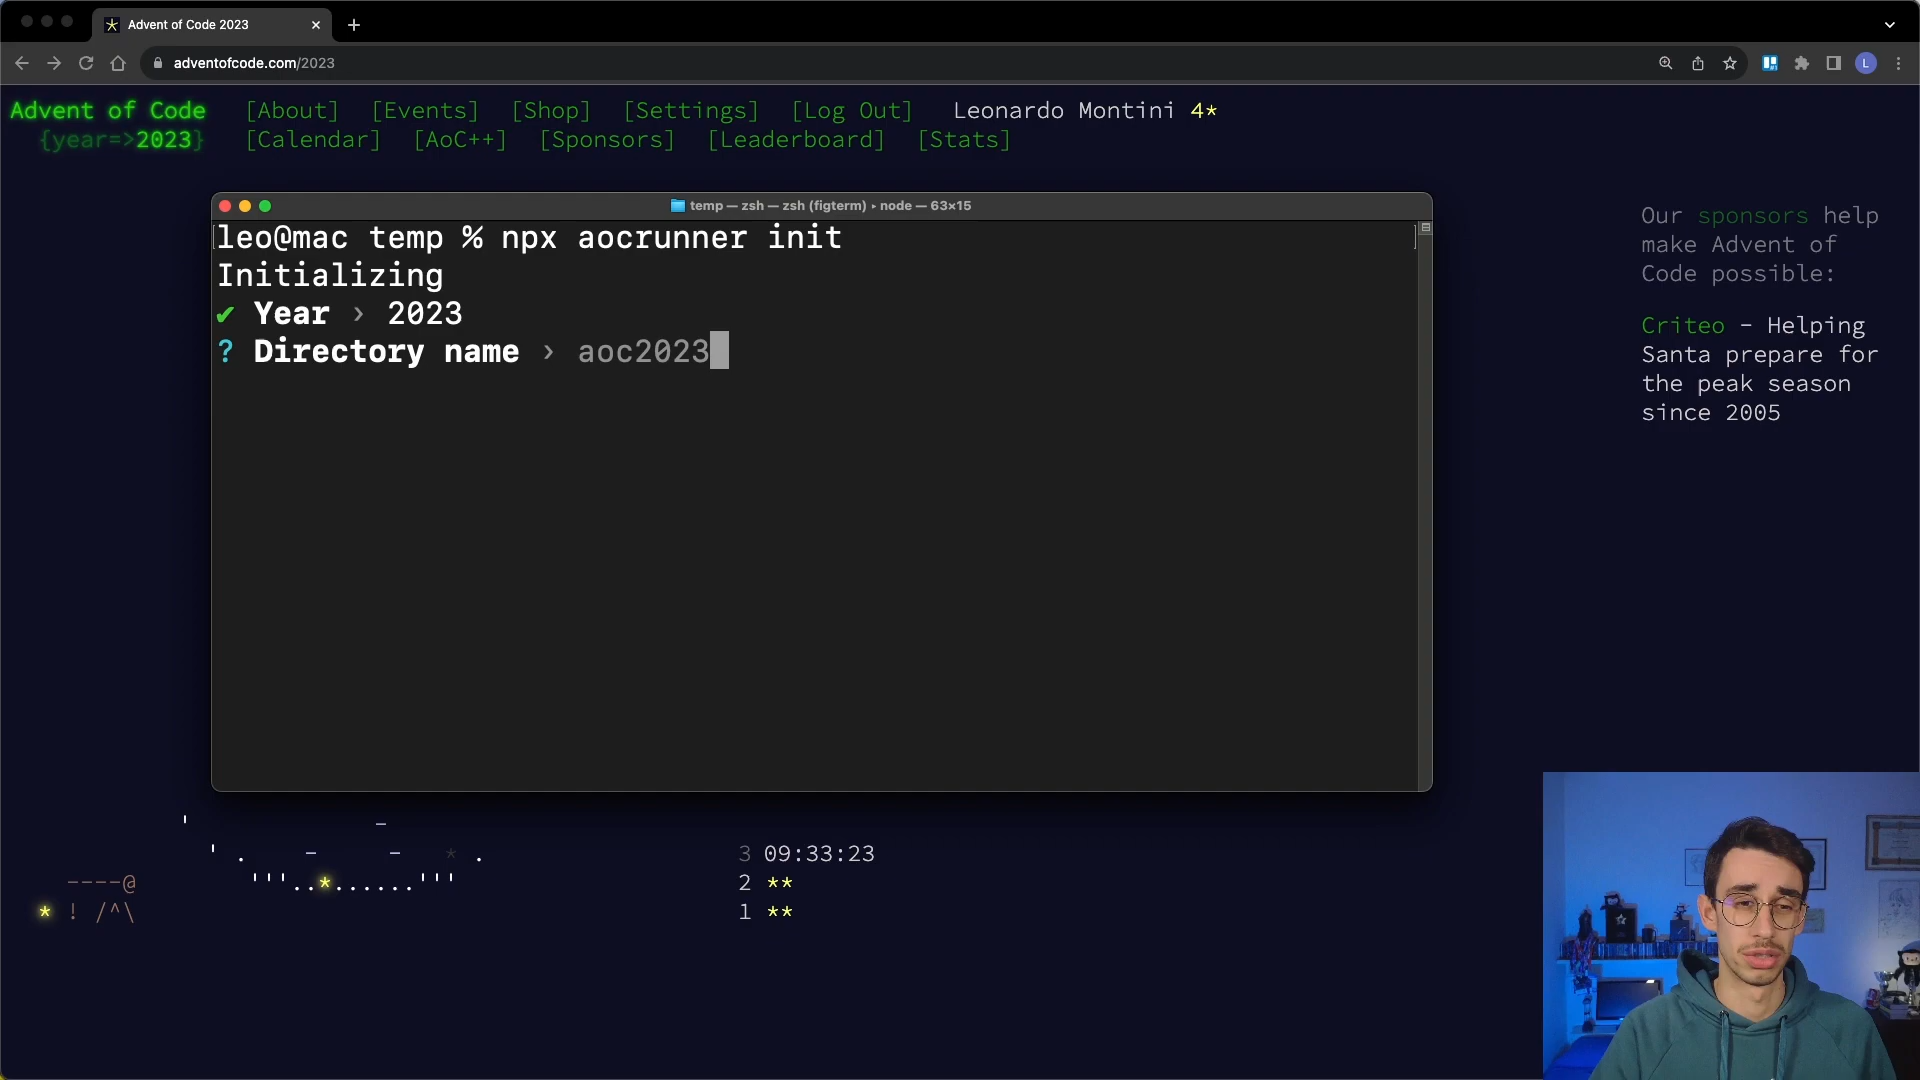 Advent of Code 2023
adventofcode.com/2023
L
Advent of Code [About] [Events] [Shop] [Settings] [Log Out] Leonardo Montini 4*
{year=>2023} [Calendar] [AoC++] [Sponsors] [Leaderboard] [Stats]
temp — zsh — zsh (figterm) ▸ node — 63×15
leo@mac temp % npx aocrunner init
Initializing
✔ Year › 2023
? Directory name › aoc2023
Our sponsors help
make Advent of
Code possible:
Criteo - Helping
Santa prepare for
the peak season
since 2005
' _
' . _ _ * .
'''..*......'''
----@
* ! /^\
3 09:33:23
2 **
1 **